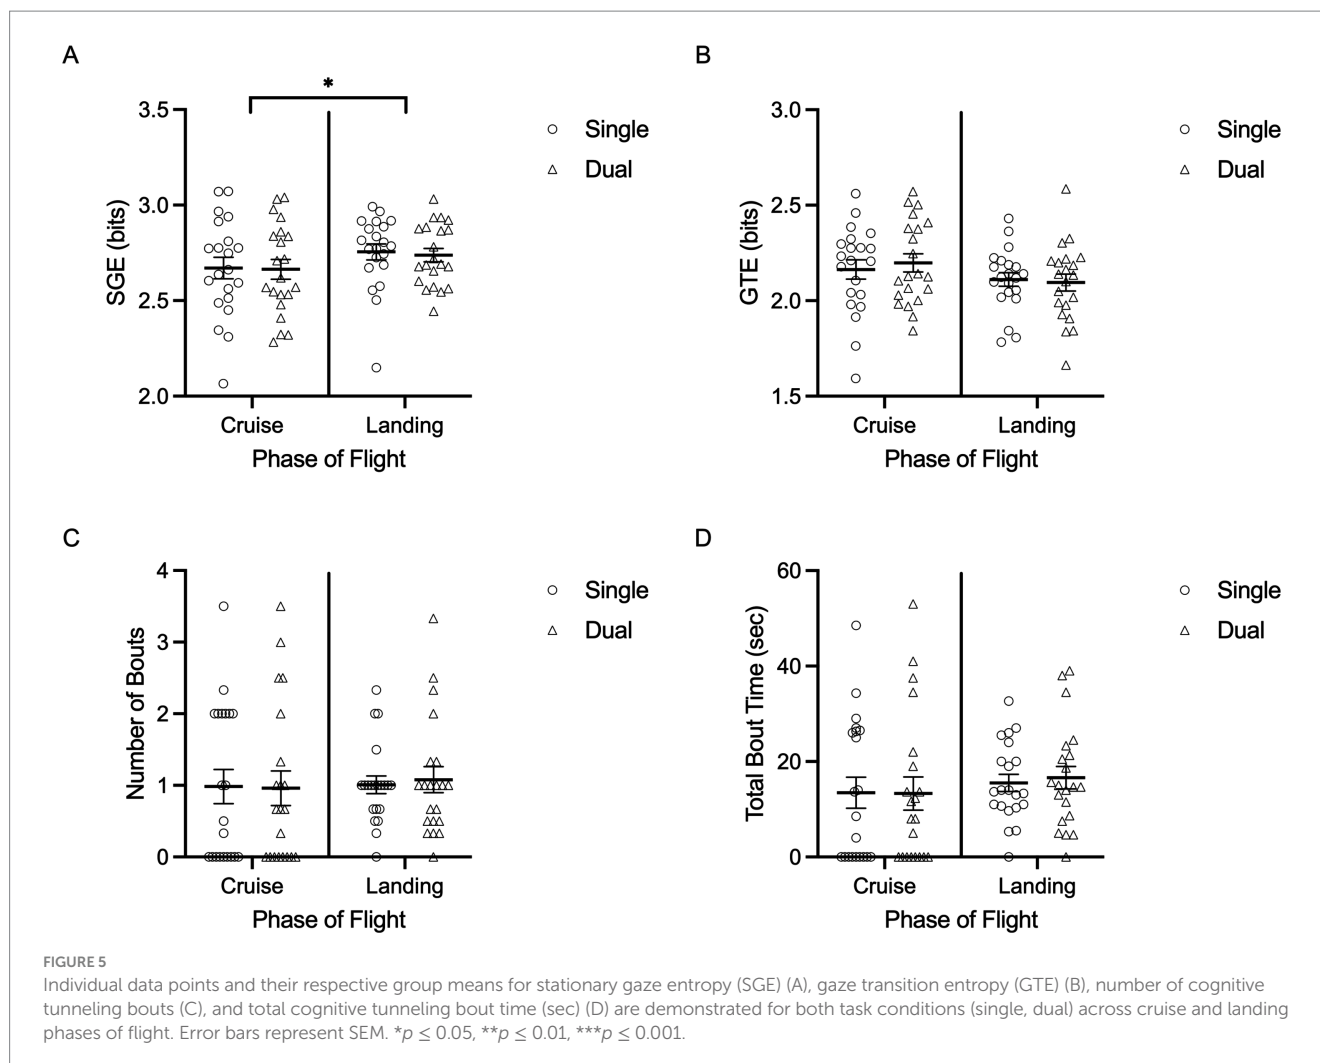 A
*
3.5
3.0
2.5
2.0
SGE (bits)
Cruise
Landing
Phase of Flight
Single
Dual
B
3.0
2.5
2.0
1.5
GTE (bits)
Cruise
Landing
Phase of Flight
Single
Dual
C
4
3
2
1
0
Number of Bouts
Cruise
Landing
Phase of Flight
Single
Dual
D
60
40
20
0
Total Bout Time (sec)
Cruise
Landing
Phase of Flight
Single
Dual
FIGURE 5
Individual data points and their respective group means for stationary gaze entropy (SGE) (A), gaze transition entropy (GTE) (B), number of cognitive
tunneling bouts (C), and total cognitive tunneling bout time (sec) (D) are demonstrated for both task conditions (single, dual) across cruise and landing
phases of flight. Error bars represent SEM. *p ≤ 0.05, **p ≤ 0.01, ***p ≤ 0.001.